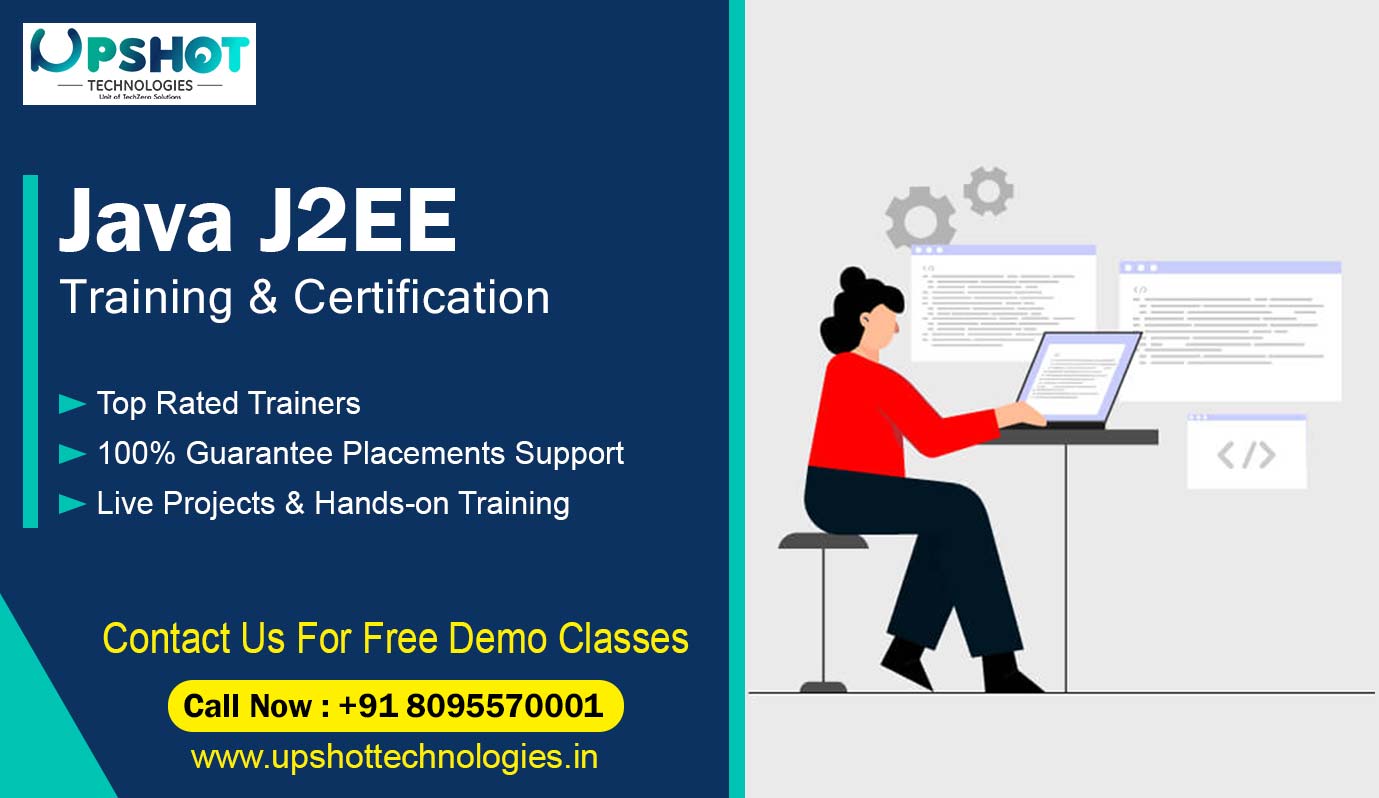 UPSHOT
TECHNOLOGIES
Unit of TechZero Solutions
Java J2EE
Training & Certification
Top Rated Trainers
100% Guarantee Placements Support
Live Projects & Hands-on Training
Contact Us For Free Demo Classes
Call Now : +91 8095570001
www.upshottechnologies.in
</>
</>
</>